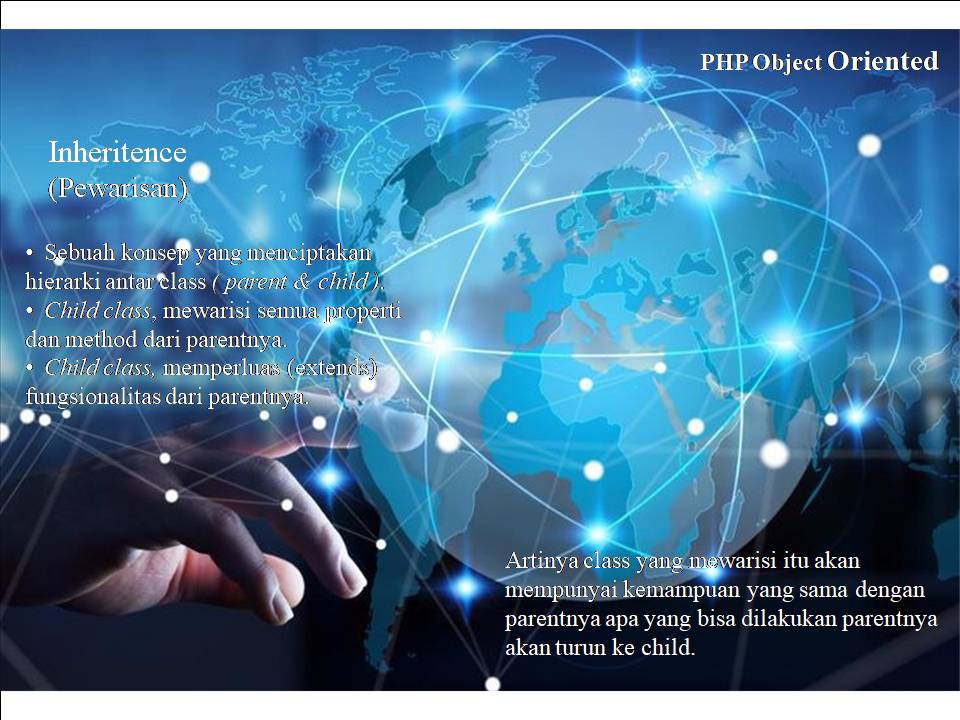 PHP Object Oriented
Inheritence
(Pewarisan)
• Sebuah konsep yang menciptakan
hierarki antar class ( parent & child ).
• Child class, mewarisi semua properti
dan method dari parentnya.
• Child class, memperluas (extends)
fungsionalitas dari parentnya.
Artinya class yang mewarisi itu akan
mempunyai kemampuan yang sama dengan
parentnya apa yang bisa dilakukan parentnya
akan turun ke child.